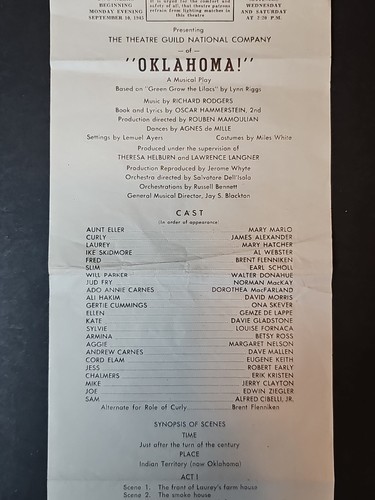 BEGINNING
MONDAY EVENING
SEPTEMBER 10, 1945
urged for the comfort and
safety of all, that theatre patrons
refrain from lighting matches in
this theatre
WEDNESDAY
AND SATURDAY
AT 2:20 P.M.
Presenting
THE THEATRE GUILD NATIONAL COMPANY
— of —
"OKLAHOMA!"
A Musical Play
Based on "Green Grow the Lilacs" by Lynn Riggs
Music by RICHARD RODGERS
Book and Lyrics by OSCAR HAMMERSTEIN, 2nd
Production directed by ROUBEN MAMOULIAN
Dances by AGNES de MILLE
Settings by Lemuel Ayers Costumes by Miles White
Produced under the supervision of
THERESA HELBURN and LAWRENCE LANGNER
Production Reproduced by Jerome Whyte
Orchestra directed by Salvatore Dell'Isola
Orchestrations by Russell Bennett
General Musical Director, Jay S. Blackton
CAST
(In order of appearance)
AUNT ELLER MARY MARLO
CURLY JAMES ALEXANDER
LAUREY MARY HATCHER
IKE SKIDMORE AL WEBSTER
FRED BRENT FLENNIKEN
SLIM EARL SCHOLL
WILL PARKER WALTER DONAHUE
JUD FRY NORMAN MacKAY
ADO ANNIE CARNES DOROTHEA MacFARLAND
ALI HAKIM DAVID MORRIS
GERTIE CUMMINGS ONA SKEVER
ELLEN GEMZE DE LAPPE
KATE DAVIE GLADSTONE
SYLVIE LOUISE FORNACA
ARMINA BETSY ROSS
AGGIE MARGARET NELSON
ANDREW CARNES DAVE MALLEN
CORD ELAM EUGENE KEITH
JESS ROBERT EARLY
CHALMERS ERIK KRISTEN
MIKE JERRY CLAYTON
JOE EDWIN ZIEGLER
SAM ALFRED CIBELLI, JR.
Alternate for Role of Curly Brent Flenniken
SYNOPSIS OF SCENES
TIME
Just after the turn of the century
PLACE
Indian Territory (now Oklahoma)
ACT I
Scene 1. The front of Laurey's farm house
Scene 2. The smoke house